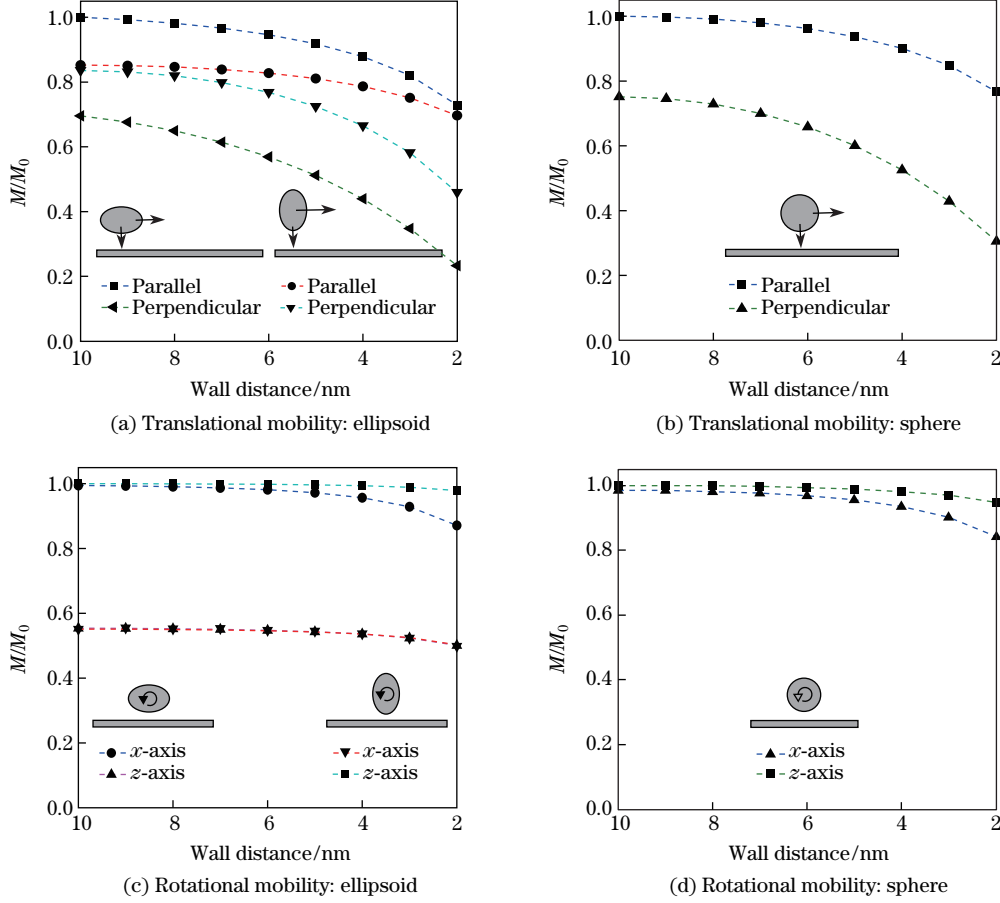 1.0
0.8
0.6
0.4
0.2
0.0
M/M0
Parallel
Parallel
Perpendicular
Perpendicular
10
8
6
4
2
Wall distance/nm
(a) Translational mobility: ellipsoid
1.0
0.8
0.6
0.4
0.2
0.0
M/M0
Parallel
Perpendicular
10
8
6
4
2
Wall distance/nm
(b) Translational mobility: sphere
1.0
0.8
0.6
0.4
0.2
0.0
M/M0
x-axis
x-axis
z-axis
z-axis
10
8
6
4
2
Wall distance/nm
(c) Rotational mobility: ellipsoid
1.0
0.8
0.6
0.4
0.2
0.0
M/M0
x-axis
z-axis
10
8
6
4
2
Wall distance/nm
(d) Rotational mobility: sphere